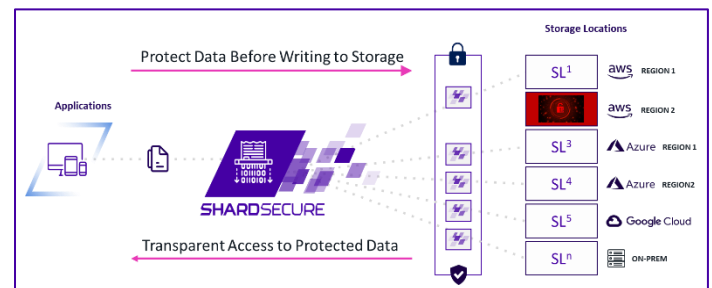 Storage Locations
Protect Data Before Writing to Storage
SL1
aws REGION 1
Applications
aws REGION 2
SL3
Azure REGION 1
SL4
Azure REGION2
SHARDSECURE
SL5
Google Cloud
Transparent Access to Protected Data
SLn
ON-PREM